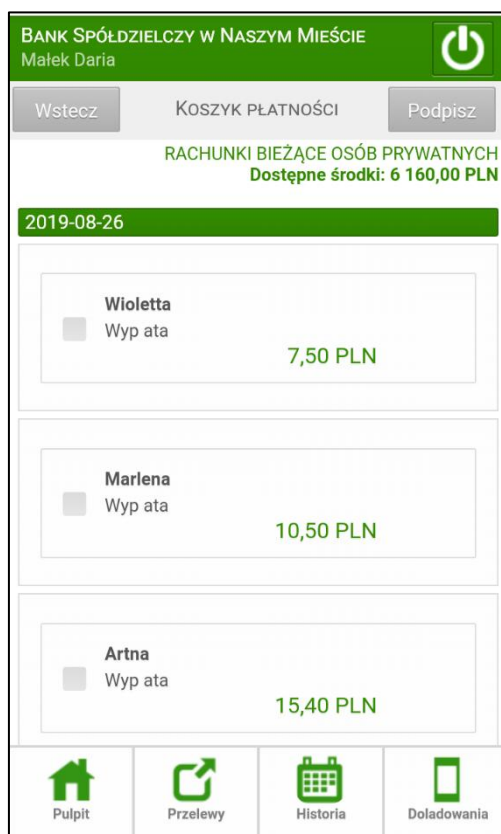 BANK SPÓŁDZIELCZY W NASZYM MIEŚCIE
Małek Daria
Wstecz KOSZYK PŁATNOŚCI Podpisz
RACHUNKI BIEŻĄCE OSÓB PRYWATNYCH
Dostępne środki: 6 160,00 PLN
2019-08-26
Wioletta
Wyp ata
7,50 PLN
Marlena
Wyp ata
10,50 PLN
Artna
Wyp ata
15,40 PLN
Pulpit Przelewy Historia Doladowania